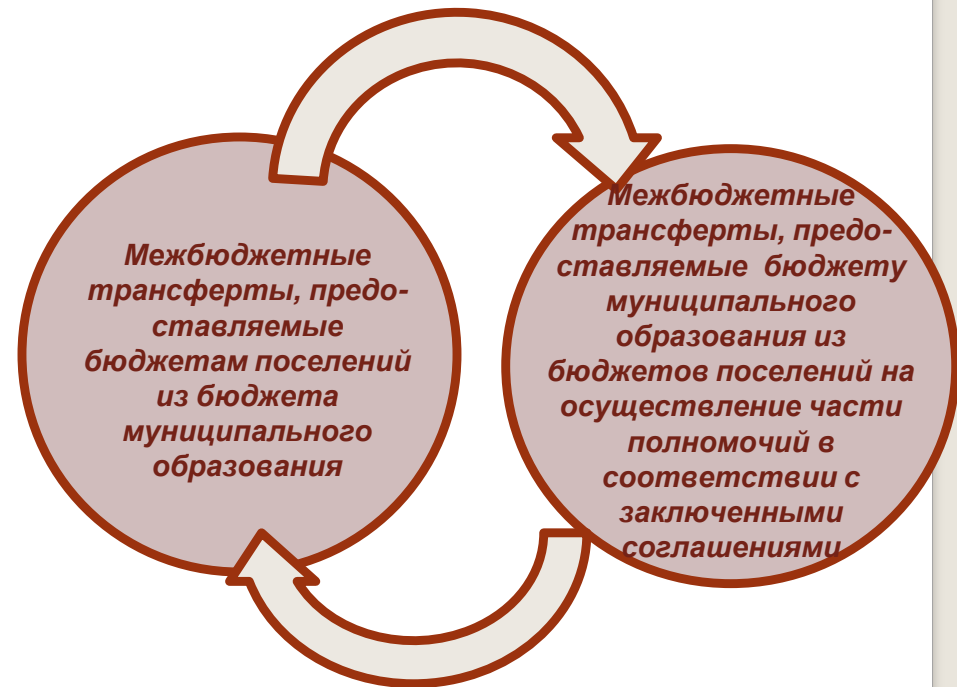 Межбюджетные
трансферты, предо-
ставляемые
бюджетам поселений
из бюджета
муниципального
образования
Межбюджетные
трансферты, предо-
ставляемые бюджету
муниципального
образования из
бюджетов поселений на
осуществление части
полномочий в
соответствии с
заключенными
соглашениями